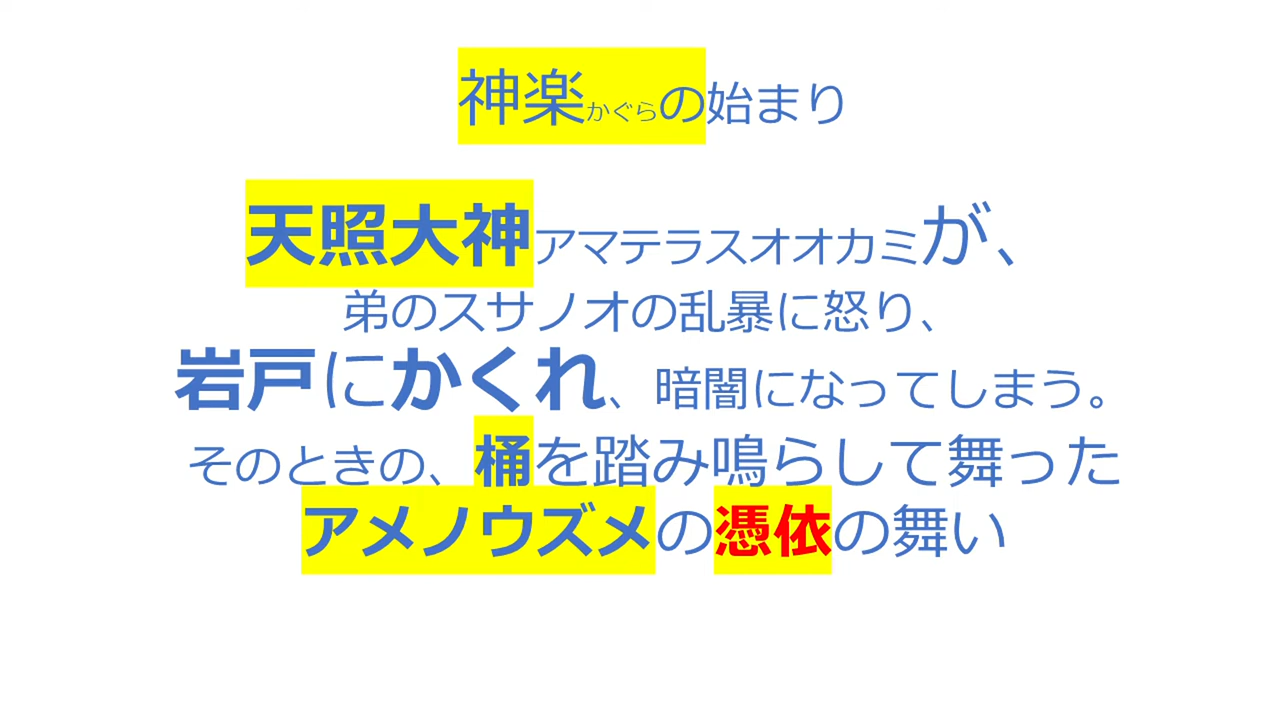 神楽かぐらの始まり
天照大神アマテラスオオカミが、
弟のスサノオの乱暴に怒り、
岩戸にかくれ、暗闇になってしまう。
そのときの、桶を踏み鳴らして舞った
アメノウズメの憑依の舞い